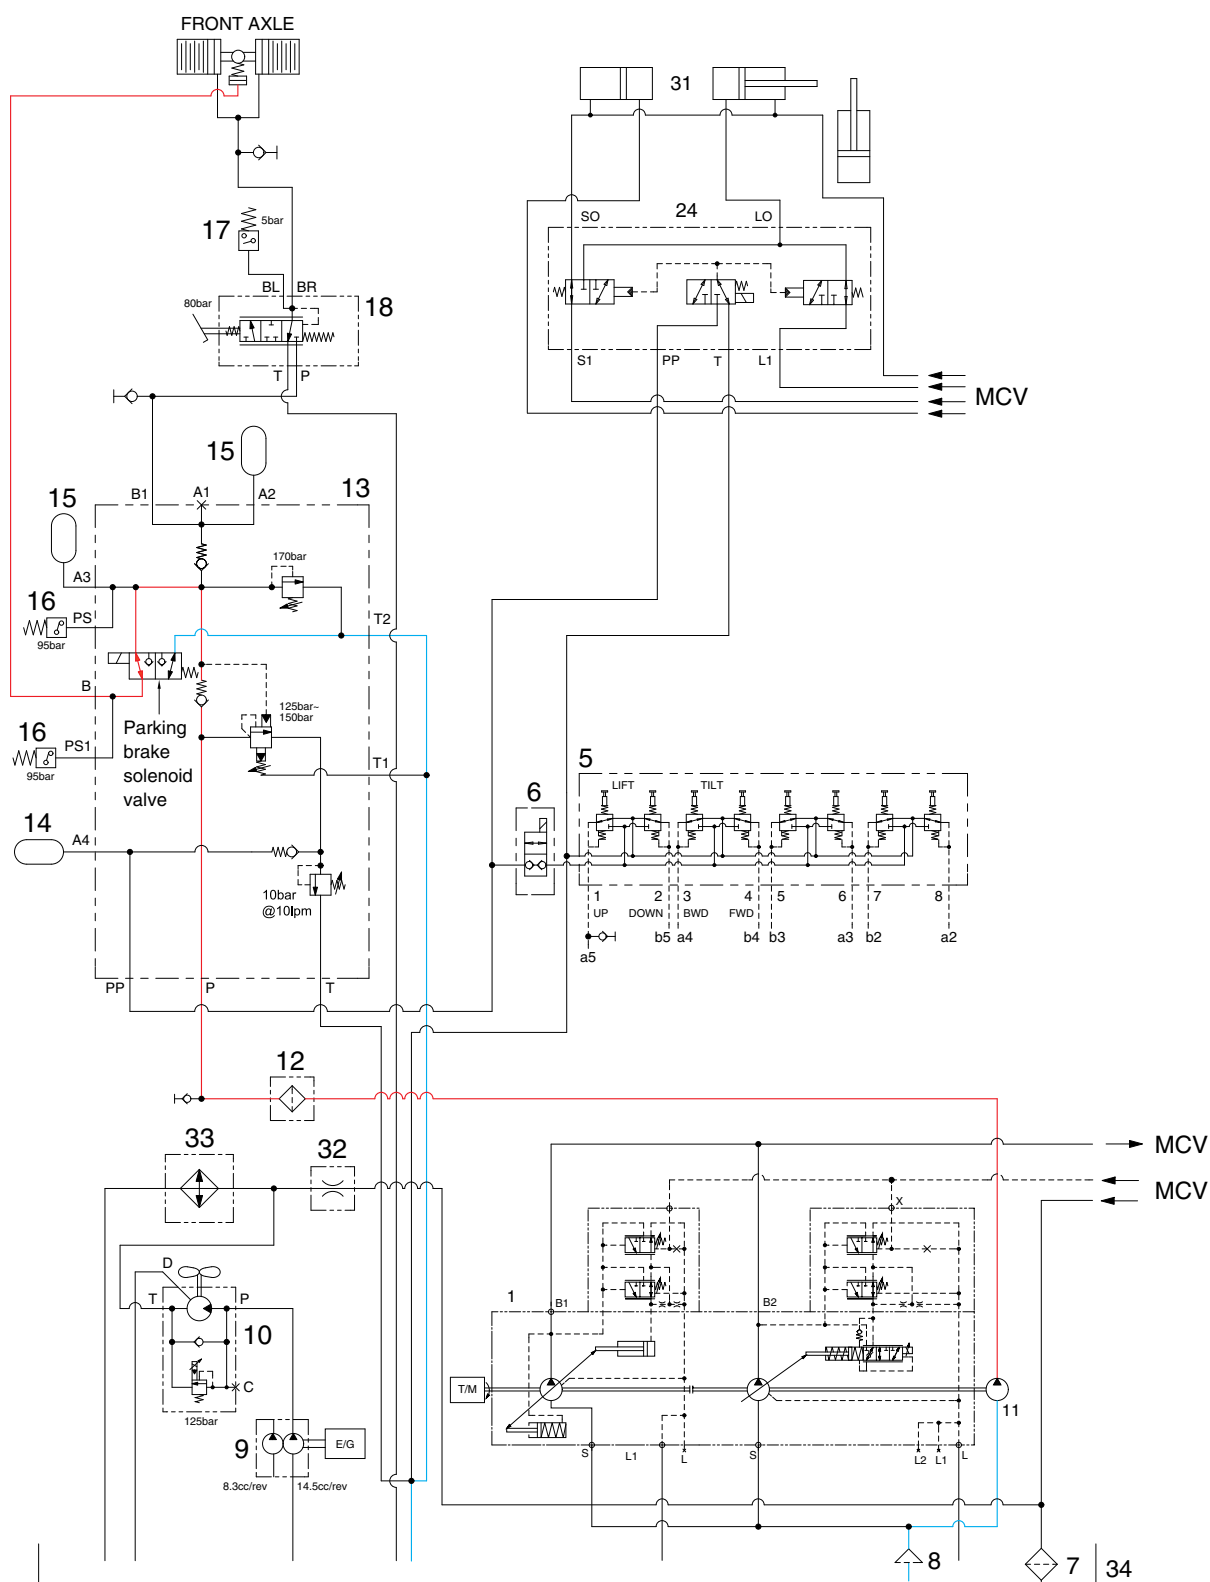 FRONT AXLE
31
17
5bar
SO
24
LO
BL BR
80bar
18
S1
PP
T
L1
T P
MCV
15
B1
A1
A2
13
15
170bar
A3
16
PS
T2
95bar
B
125bar~
150bar
Parking
brake
solenoid
valve
16
PS1
T1
95bar
5
LIFT
TILT
6
14
A4
10bar
@10lpm
1
2
3
4
5
6
7
8
UP
DOWN
BWD
FWD
b5
a4
b4
b3
a3
b2
a2
a5
PP
P
T
12
33
32
MCV
MCV
X
D
T
P
1
B1
B2
10
C
T/M
125bar
11
9
E/G
S
L1
L
S
L2
L1
L
8.3cc/rev
14.5cc/rev
8
7
34